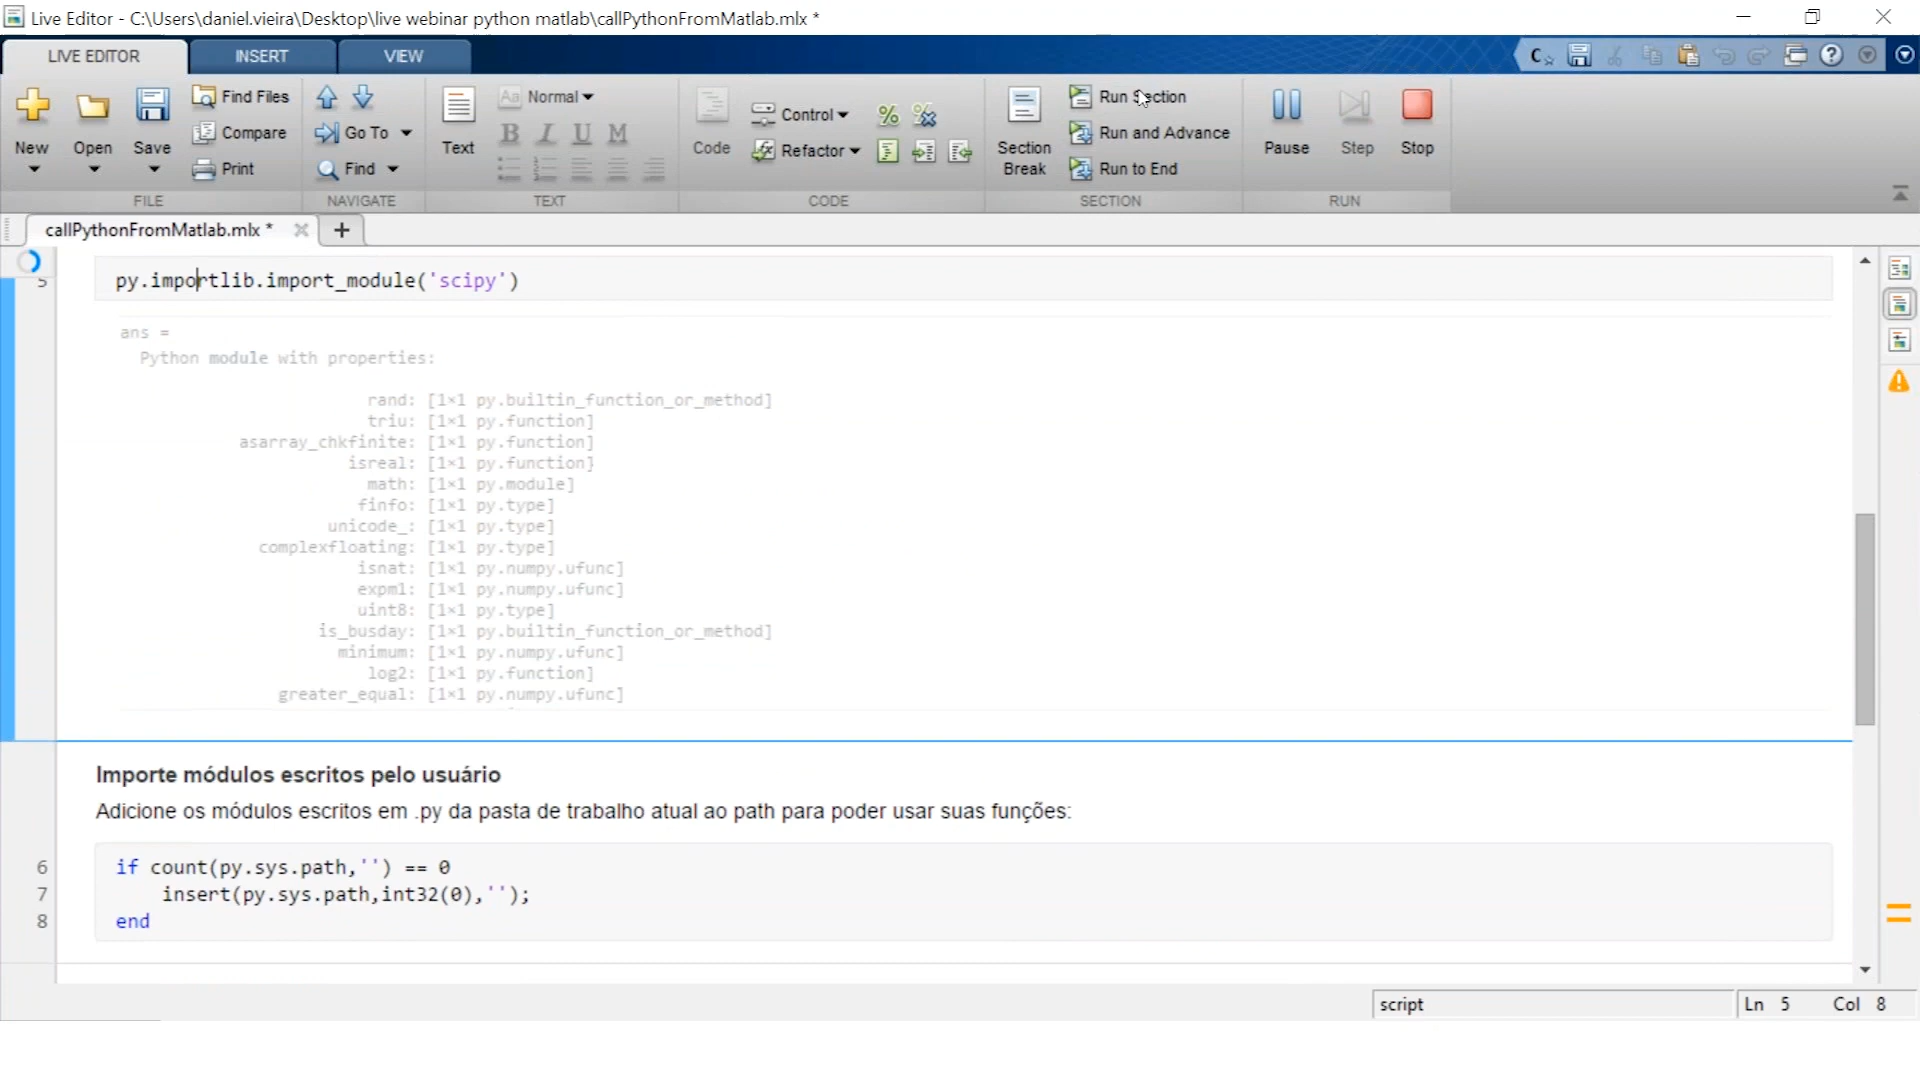 Live Editor - C:\Users\daniel.vieira\Desktop\live webinar python matlab\callPythonFromMatlab.mlx *
LIVE EDITOR INSERT VIEW
New
Open
Save
Find Files
Compare
Print
FILE
Go To
Find
NAVIGATE
Text
Aa Normal
B I U M
TEXT
Code
Control
Refactor
CODE
Section
Break
Run Section
Run and Advance
Run to End
SECTION
Pause
Step
Stop
RUN
callPythonFromMatlab.mlx * +
5 py.importlib.import_module('scipy')
ans =
Python module with properties:
rand: [1×1 py.builtin_function_or_method]
triu: [1×1 py.function]
asarray_chkfinite: [1×1 py.function]
isreal: [1×1 py.function]
math: [1×1 py.module]
finfo: [1×1 py.type]
unicode_: [1×1 py.type]
complexfloating: [1×1 py.type]
isnat: [1×1 py.numpy.ufunc]
expm1: [1×1 py.numpy.ufunc]
uint8: [1×1 py.type]
is_busday: [1×1 py.builtin_function_or_method]
minimum: [1×1 py.numpy.ufunc]
log2: [1×1 py.function]
greater_equal: [1×1 py.numpy.ufunc]
Importe módulos escritos pelo usuário
Adicione os módulos escritos em .py da pasta de trabalho atual ao path para poder usar suas funções:
6 if count(py.sys.path,'') == 0
7 insert(py.sys.path,int32(0),'');
8 end
script Ln 5 Col 8